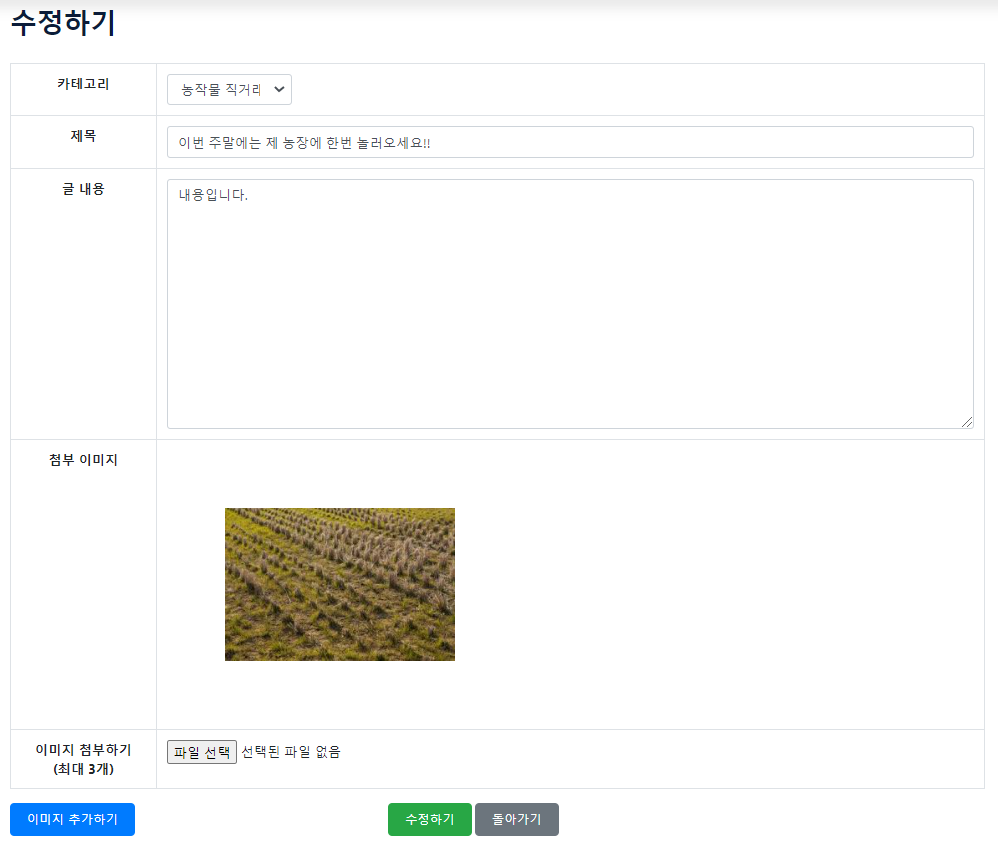 수정하기
카테고리
농작물 직거래
제목
이번 주말에는 제 농장에 한번 놀러오세요!!
글 내용
내용입니다.
첨부 이미지
이미지 첨부하기
(최대 3개)
파일 선택 선택된 파일 없음
이미지 추가하기 수정하기 돌아가기